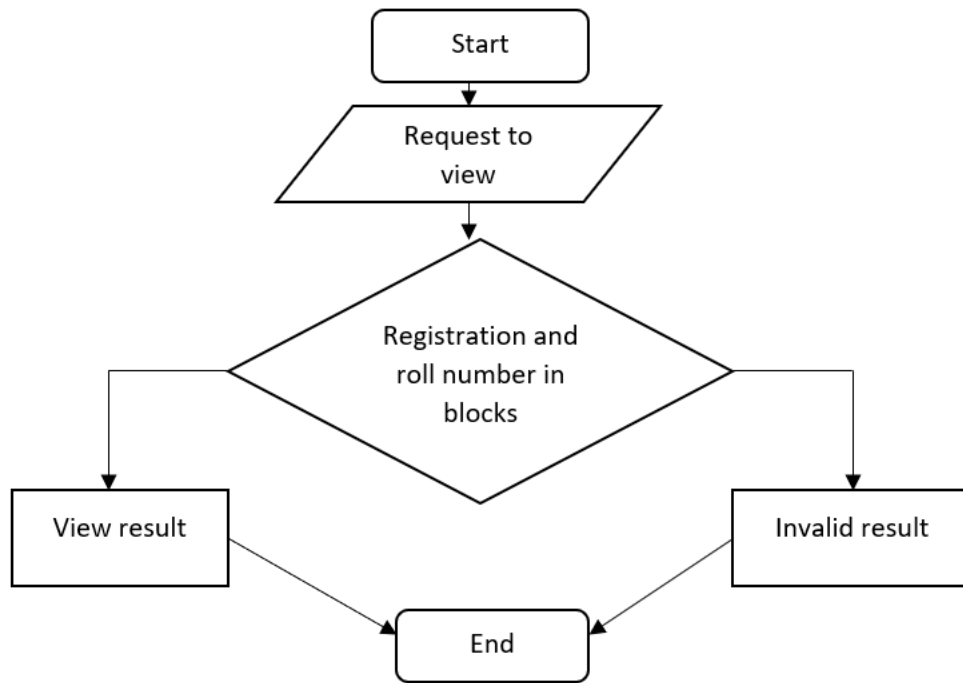 Start
Request to
view
Registration and
roll number in
blocks
View result
Invalid result
End